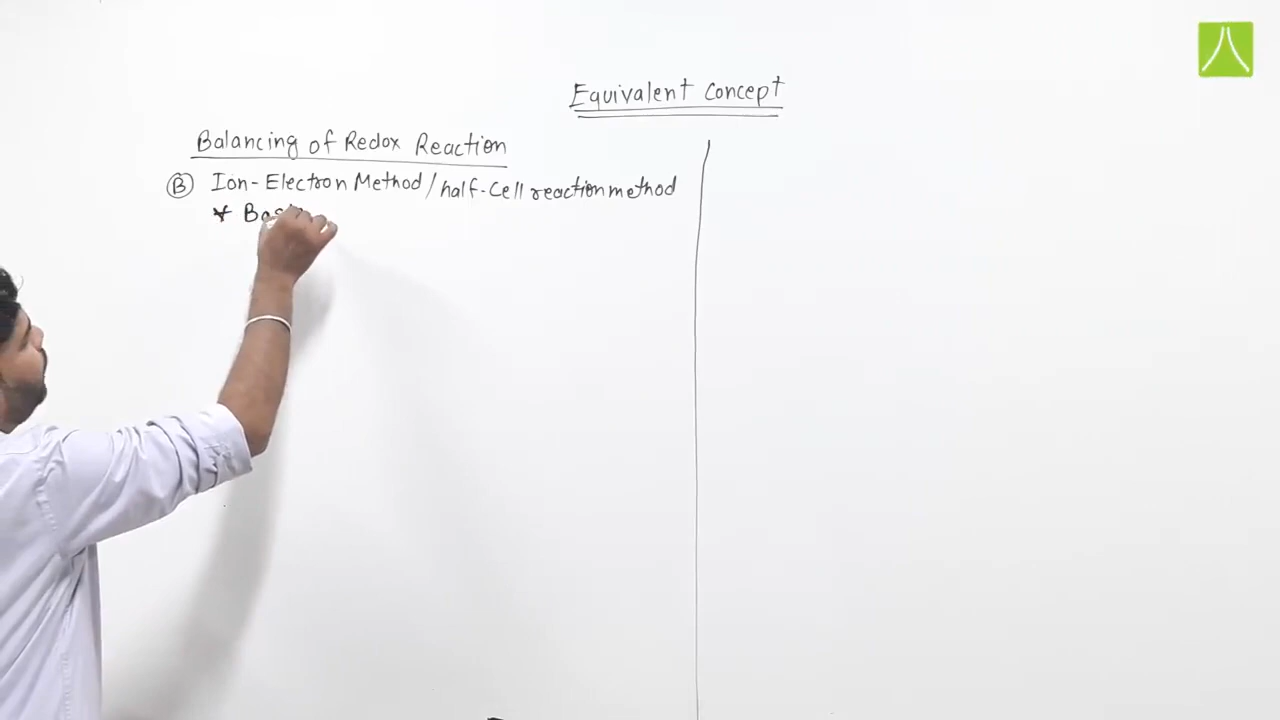 Equivalent Concept
Balancing of Redox Reaction
B Ion-Electron Method/half-Cell reaction method